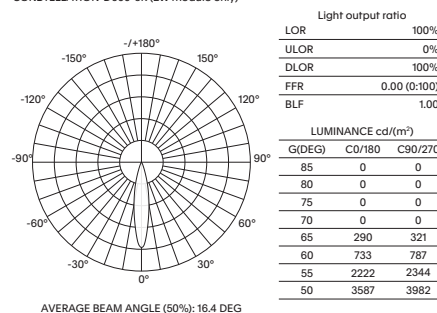 -/+180°
-150° 150°
-120° 120°
-90° 90°
-60° 60°
-30° 30°
0°
AVERAGE BEAM ANGLE (50%): 16.4 DEG
Light output ratio
LOR 100%
ULOR 0%
DLOR 100%
FFR 0.00 (0:100)
BLF 1.00
LUMINANCE cd/(m²)
G(DEG) C0/180 C90/270
85 0 0
80 0 0
75 0 0
70 0 0
65 290 321
60 733 787
55 2222 2344
50 3587 3982